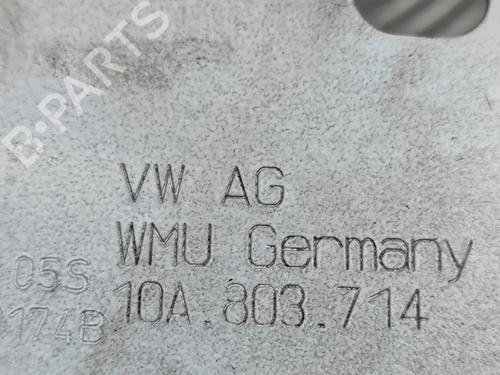 B-PARTS
VW AG
WMU Germany
05S
10A.803.714
174B